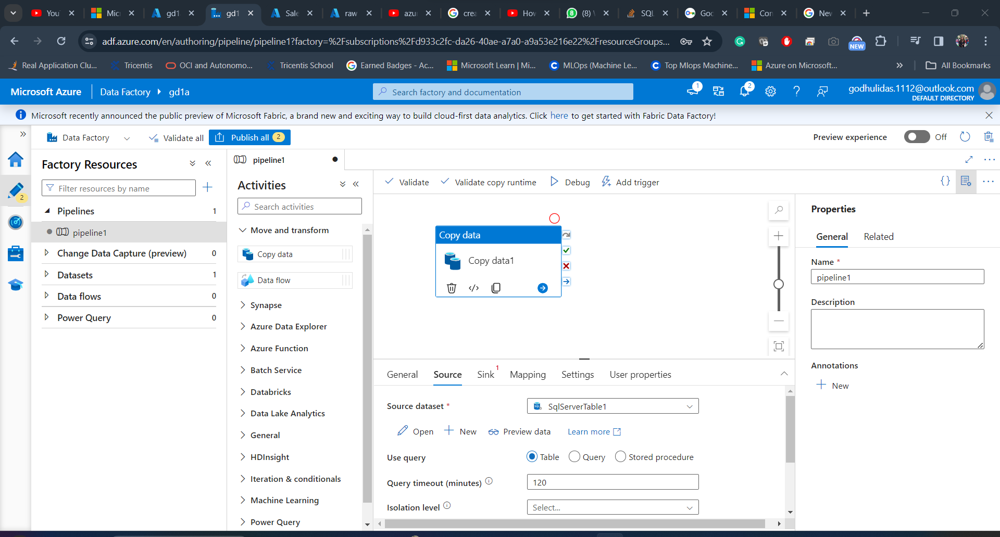 You
Mic
gd1
gd1
Sale
raw
azu
crea
Hov
(8) \
SQL
Goc
Con
Nev
adf.azure.com/en/authoring/pipeline/pipeline1?factory=%2Fsubscriptions%2Fd933c2fc-da26-40ae-a7a0-a9a53e216e22%2FresourceGroups...
NEW
Real Application Clu...
Tricentis
OCI and Autonomo...
Tricentis School
Earned Badges - Ac...
Microsoft Learn | Mi...
MLOps (Machine Le...
Top Mlops Machine...
Azure on Microsoft...
All Bookmarks
Microsoft Azure
Data Factory
gd1a
Search factory and documentation
1
2
godhulidas.1112@outlook.com
DEFAULT DIRECTORY
Microsoft recently announced the public preview of Microsoft Fabric, a brand new and exciting way to build cloud-first data analytics. Click here to get started with Fabric Data Factory!
Data Factory
Validate all
Publish all 2
Preview experience
Off
2
Factory Resources
Filter resources by name
Pipelines 1
pipeline1
Change Data Capture (preview) 0
Datasets 1
Data flows 0
Power Query 0
pipeline1
Activities
Search activities
Move and transform
Copy data
Data flow
Synapse
Azure Data Explorer
Azure Function
Batch Service
Databricks
Data Lake Analytics
General
HDInsight
Iteration & conditionals
Machine Learning
Power Query
Validate
Validate copy runtime
Debug
Add trigger
Copy data
Copy data1
General
Source
Sink 1
Mapping
Settings
User properties
Source dataset *
SQL
SqlServerTable1
Open
New
Preview data
Learn more
Use query
Table
Query
Stored procedure
Query timeout (minutes)
120
Isolation level
Select...
Properties
General
Related
Name *
pipeline1
Description
Annotations
New